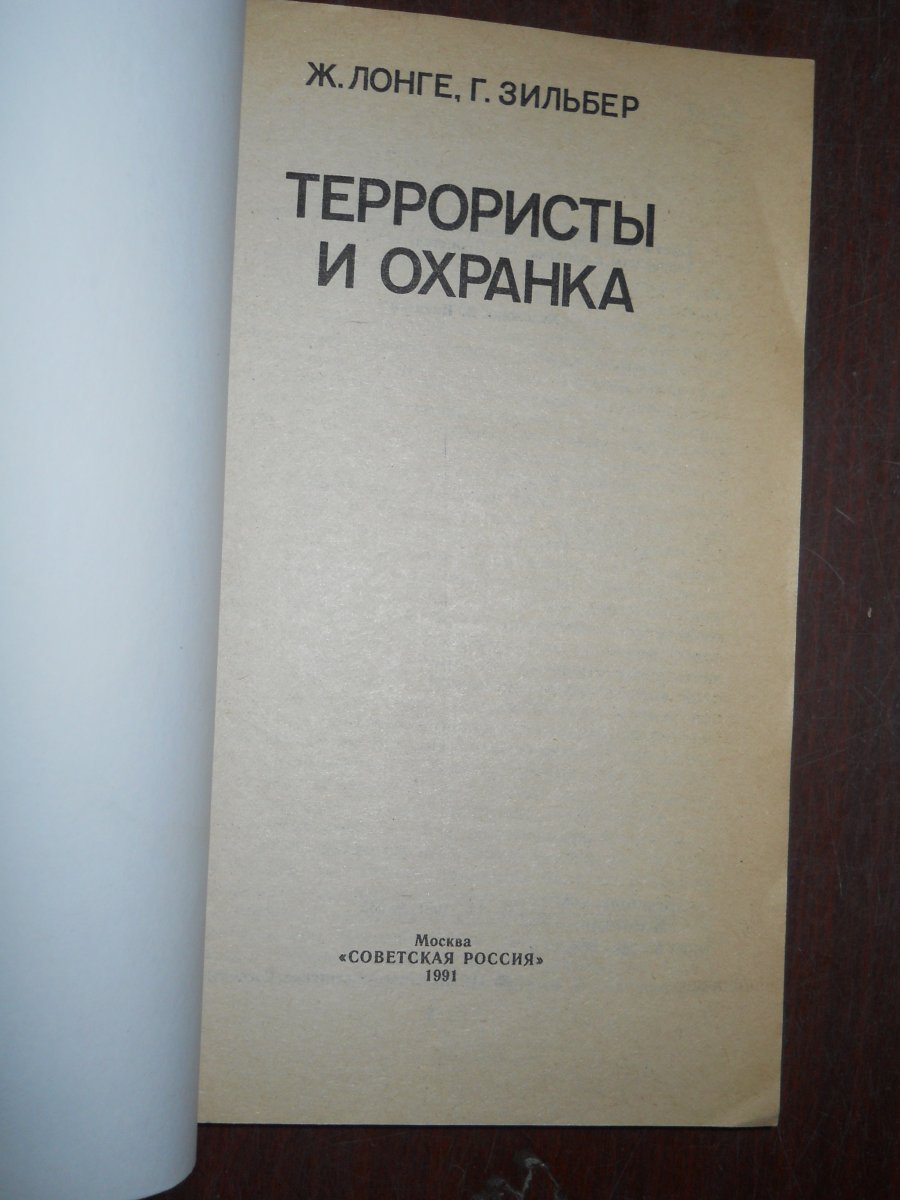 Ж. ЛОНГЕ, Г. ЗИЛЬБЕР
ТЕРРОРИСТЫ
И ОХРАНКА
Москва
«СОВЕТСКАЯ РОССИЯ»
1991